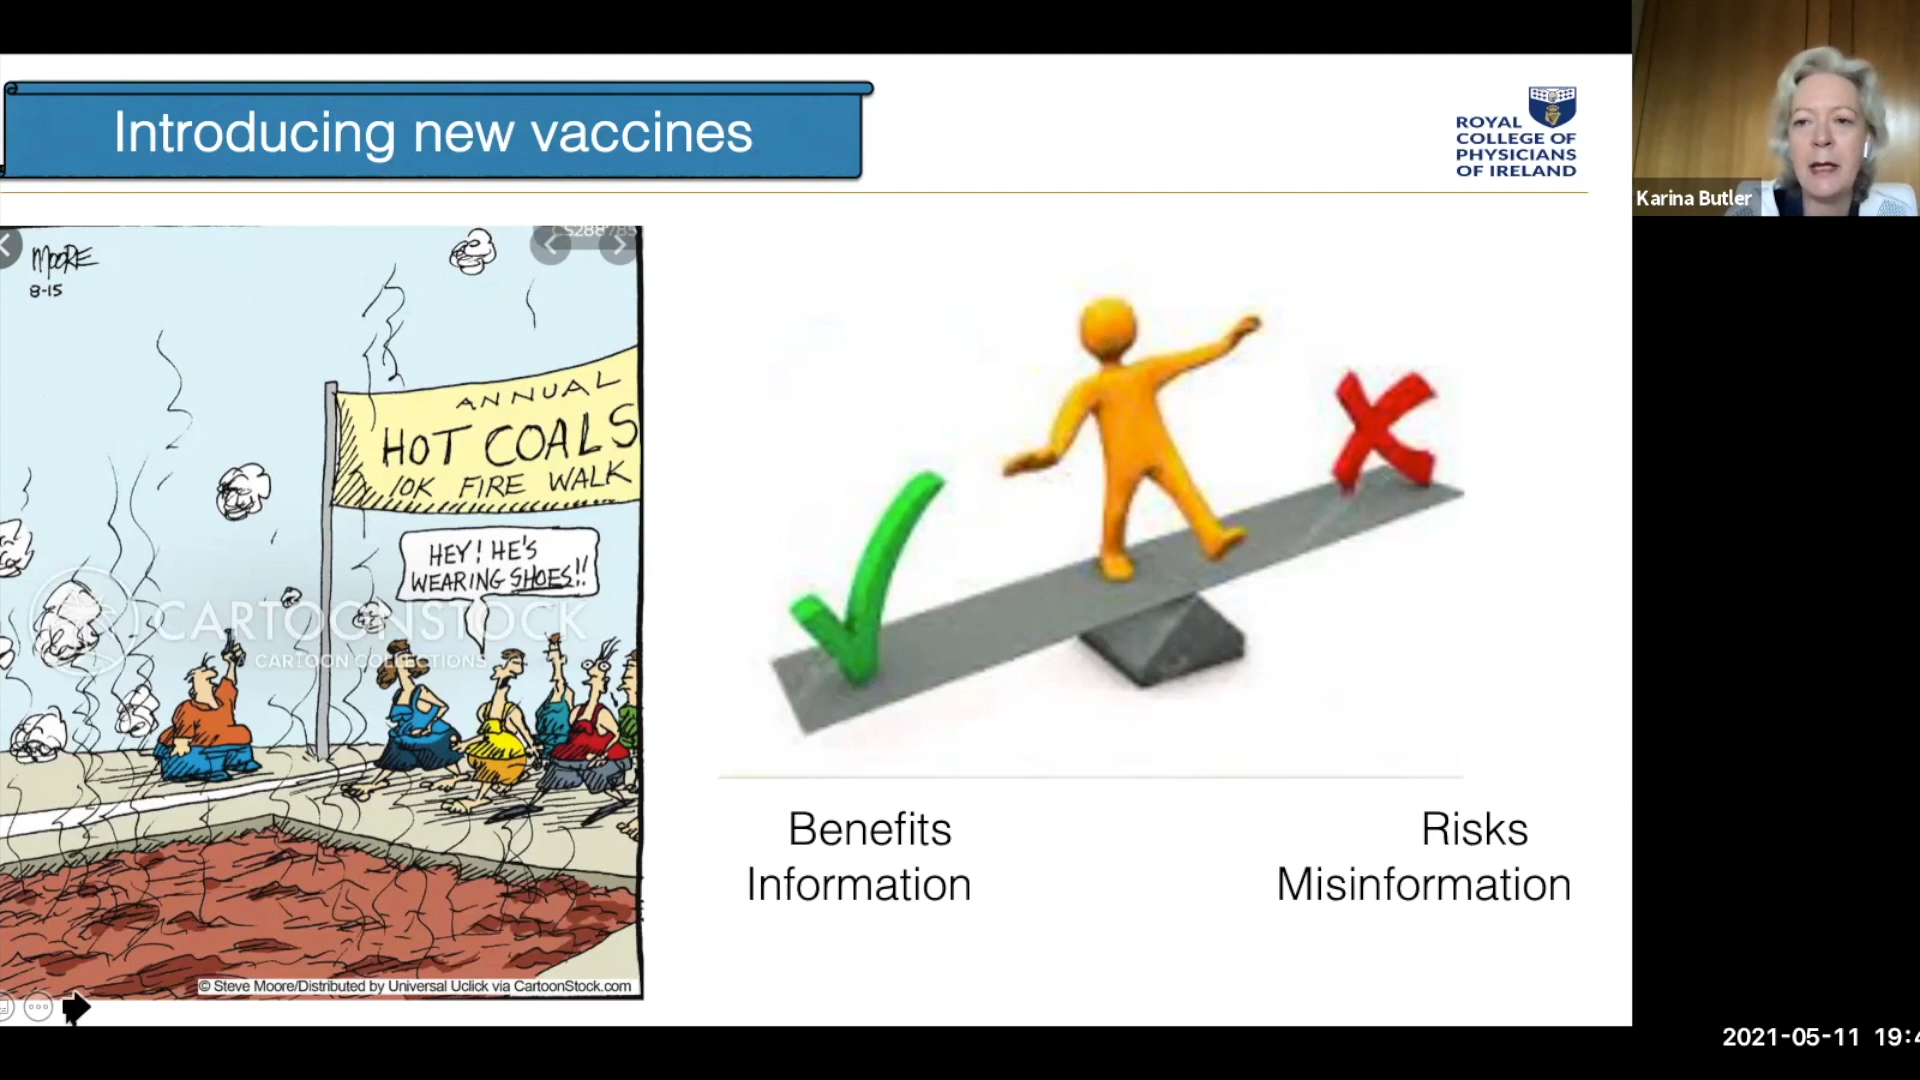 Introducing new vaccines
ROYAL
COLLEGE OF
PHYSICIANS
OF IRELAND
Karina Butler
MOORE
8-15
ANNUAL
HOT COALS
10K FIRE WALK
HEY! HE'S
WEARING SHOES!!
CARTOONSTOCK
CARTOON COLLECTIONS
© Steve Moore/Distributed by Universal Uclick via CartoonStock.com
Benefits
Information
Risks
Misinformation
2021-05-11 19:4